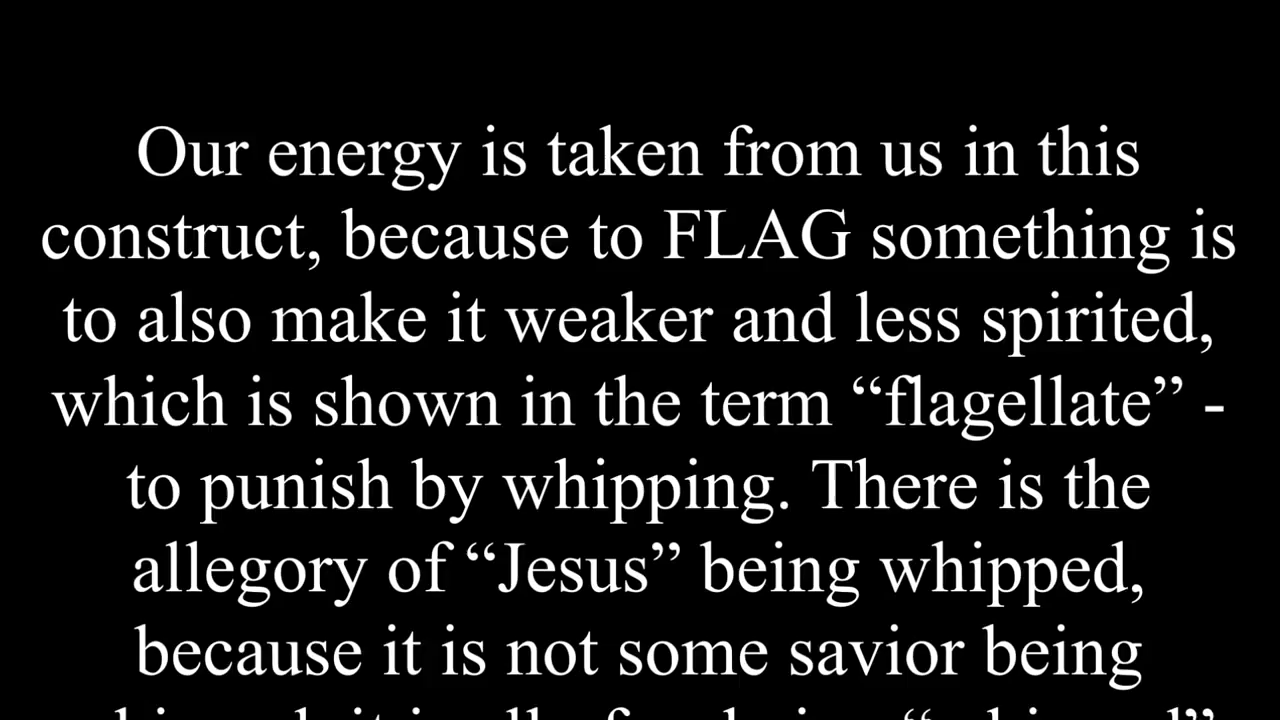 Our energy is taken from us in this
construct, because to FLAG something is
to also make it weaker and less spirited,
which is shown in the term “flagellate” -
to punish by whipping. There is the
allegory of “Jesus” being whipped,
because it is not some savior being